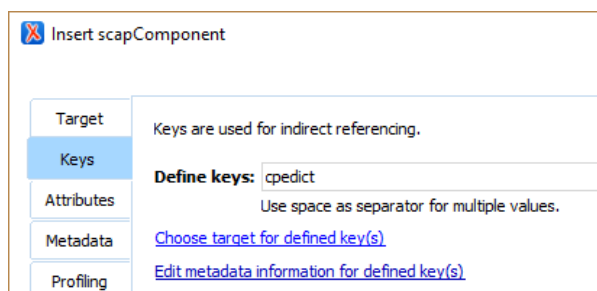 Insert scapComponent
Target
Keys
Attributes
Metadata
Profiling
Keys are used for indirect referencing.
Define keys: cpedict
Use space as separator for multiple values.
Choose target for defined key(s)
Edit metadata information for defined key(s)